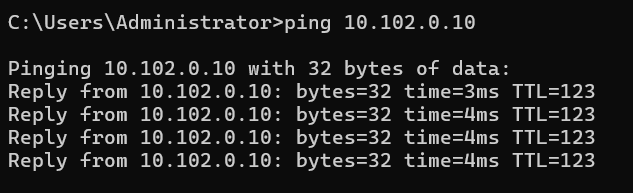 C:\Users\Administrator>ping 10.102.0.10
Pinging 10.102.0.10 with 32 bytes of data:
Reply from 10.102.0.10: bytes=32 time=3ms TTL=123
Reply from 10.102.0.10: bytes=32 time=4ms TTL=123
Reply from 10.102.0.10: bytes=32 time=4ms TTL=123
Reply from 10.102.0.10: bytes=32 time=4ms TTL=123